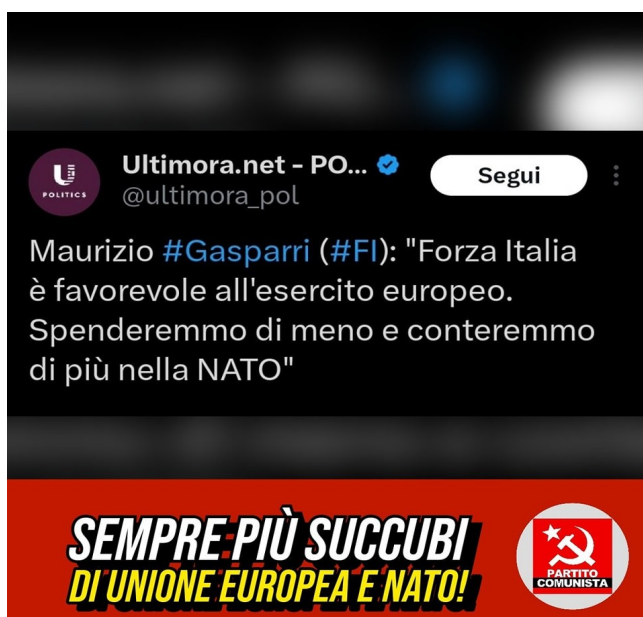 Ultimora.net - PO...
Segui
@ultimora_pol
POLITICS
Maurizio #Gasparri (#FI): "Forza Italia
è favorevole all'esercito europeo.
Spenderemmo di meno e conteremmo
di più nella NATO"
SEMPRE PIÙ SUCCUBI
DI UNIONE EUROPEA E NATO!
PARTITO
COMUNISTA